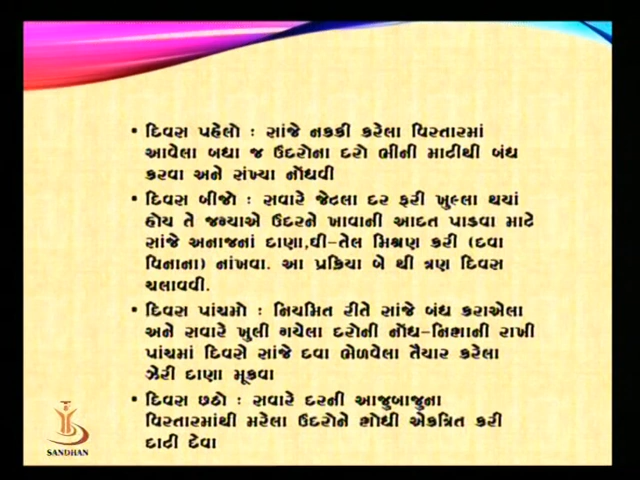 • દિવસ પહેલો : સાંજે નકકી કરેલા વિસ્તારમાં
આવેલા બધા જ ઉંદરોના દરો ભીની માટીથી બંધ
કરવા અને સંખ્યા નોંધવી
• દિવસ બીજો : સવારે જેટલા દર ફરી ખુલ્લા થયાં
હોય તે જગ્યાએ ઉંદરને ખાવાની આદત પાડવા માટે
સાંજે અનાજનાં દાણા,ઘી-તેલ મિશ્રણ કરી (દવા
વિનાના) નાંખવા. આ પ્રક્રિયા બે થી ત્રણ દિવસ
ચલાવવી.
• દિવસ પાંચમો : નિયમિત રીતે સાંજે બંધ કરાએલા
અને સવારે ખુલી ગયેલા દરોની નોંધ-નિશાની રાખી
પાંચમાં દિવસે સાંજે દવા ભેળવેલા તૈયાર કરેલા
ઝેરી દાણા મૂકવા
• દિવસ છઠો : સવારે દરની આજુબાજુના
વિસ્તારમાંથી મરેલા ઉંદરોને શોધી એકત્રિત કરી
દાટી દેવા
SANDHAN